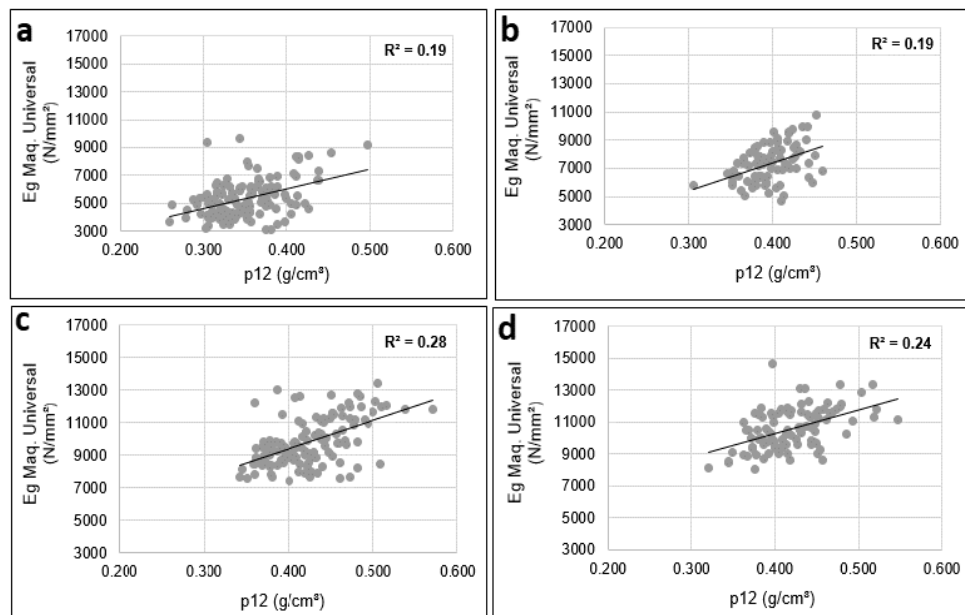 a
R² = 0.19
Eg Maq. Universal
(N/mm²)
17000
15000
13000
11000
9000
7000
5000
3000
0.200 0.300 0.400 0.500 0.600
p12 (g/cm³)
b
R² = 0.19
Eg Maq. Universal
(N/mm²)
17000
15000
13000
11000
9000
7000
5000
3000
0.200 0.300 0.400 0.500 0.600
p12 (g/cm³)
c
R² = 0.28
Eg Maq. Universal
(N/mm²)
17000
15000
13000
11000
9000
7000
5000
3000
0.200 0.300 0.400 0.500 0.600
p12 (g/cm³)
d
R² = 0.24
Eg Maq. Universal
(N/mm²)
17000
15000
13000
11000
9000
7000
5000
3000
0.200 0.300 0.400 0.500 0.600
p12 (g/cm³)